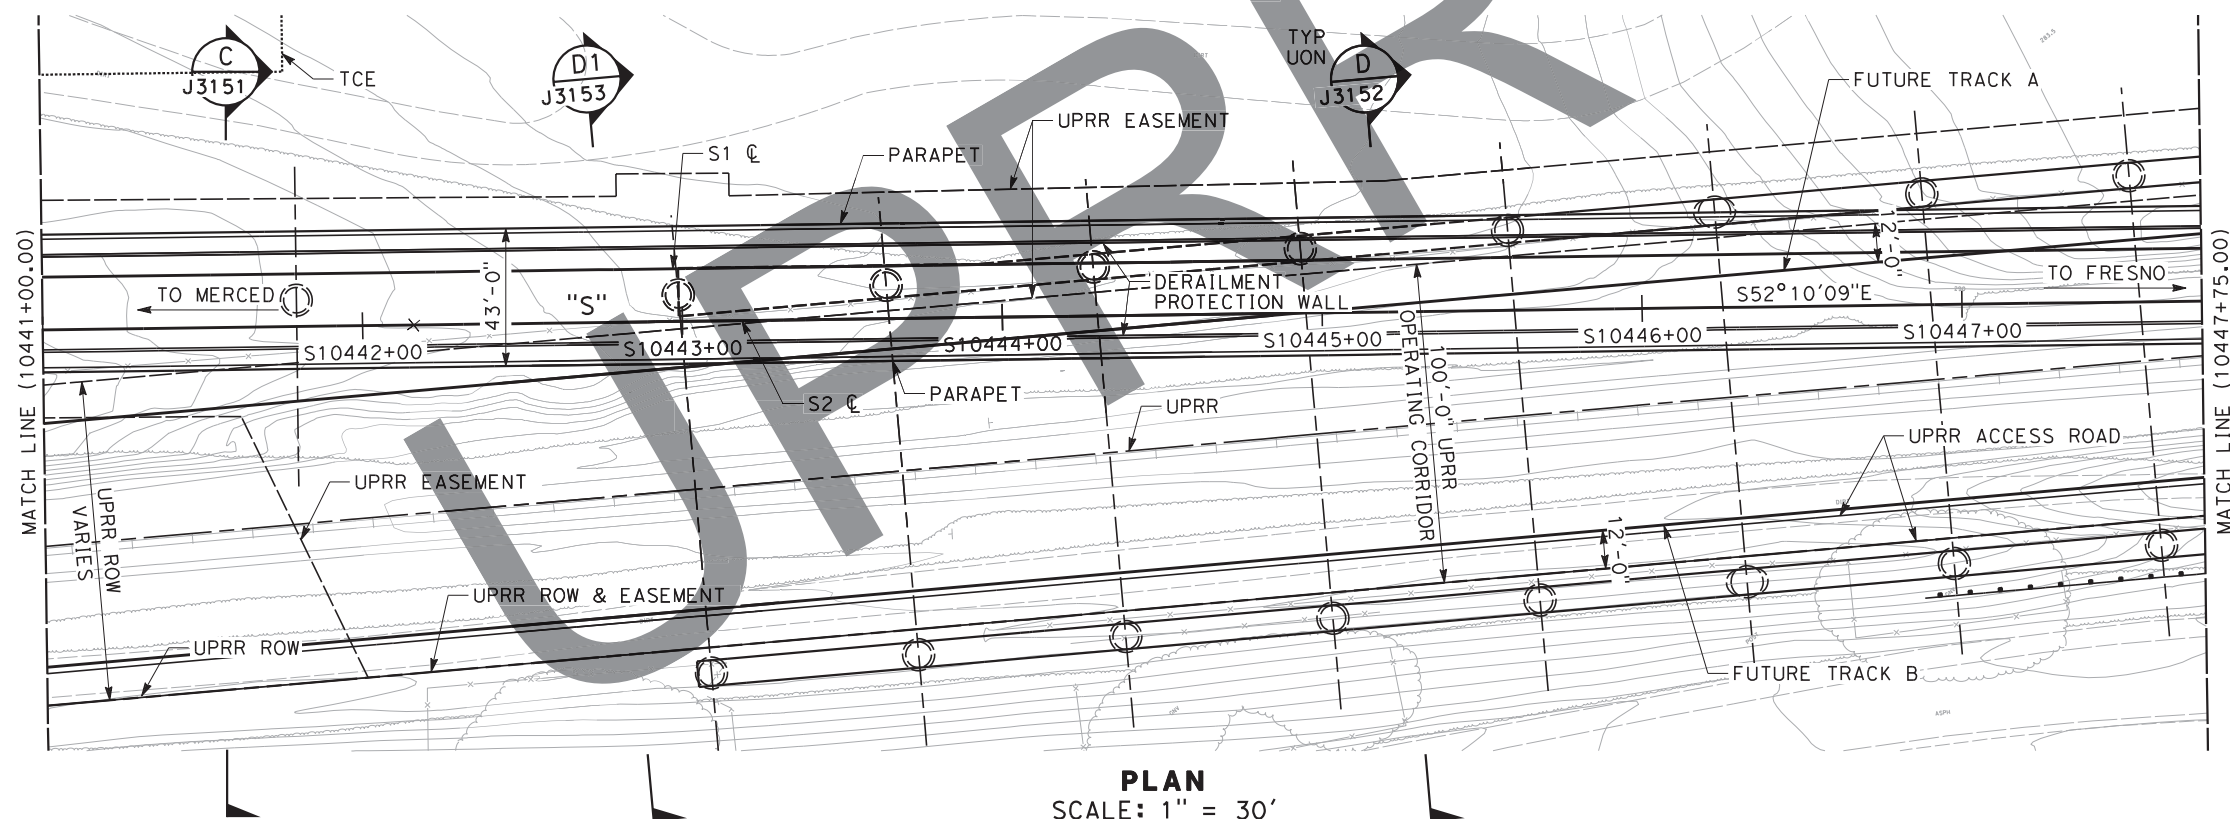 C
J3151
TCE
D1
J3153
TYP
UON
D
J3152
FUTURE TRACK A
UPRR EASEMENT
S1 ℄
PARAPET
MATCH LINE (10441+00.00)
TO MERCED
43'-0"
"S"
DERAILMENT
PROTECTION WALL
12'-0"
TO FRESNO
S52°10'09"E
MATCH LINE (10447+75.00)
S10442+00
S10443+00
S10444+00
S10445+00
S10446+00
S10447+00
S2 ℄
PARAPET
UPRR
100'-0" UPRR
OPERATING CORRIDOR
UPRR ACCESS ROAD
UPRR EASEMENT
UPRR ROW
VARIES
12'-0"
UPRR ROW & EASEMENT
UPRR ROW
FUTURE TRACK B
UPRR
PLAN
SCALE: 1" = 30'